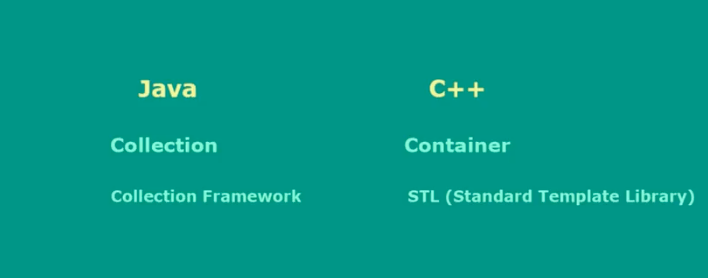 Java C++
Collection Container
Collection Framework STL (Standard Template Library)